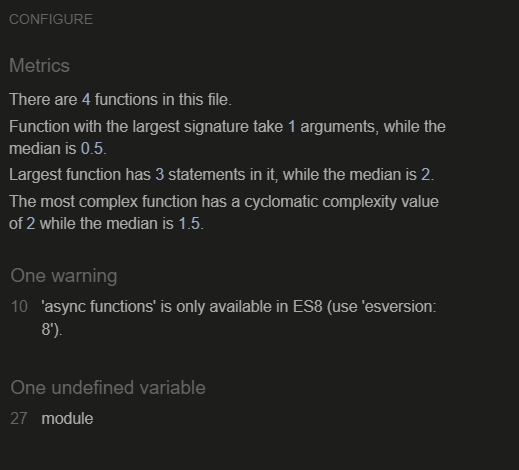 CONFIGURE
Metrics
There are 4 functions in this file.
Function with the largest signature take 1 arguments, while the
median is 0.5.
Largest function has 3 statements in it, while the median is 2.
The most complex function has a cyclomatic complexity value
of 2 while the median is 1.5.
One warning
10 'async functions' is only available in ES8 (use 'esversion:
8').
One undefined variable
27 module